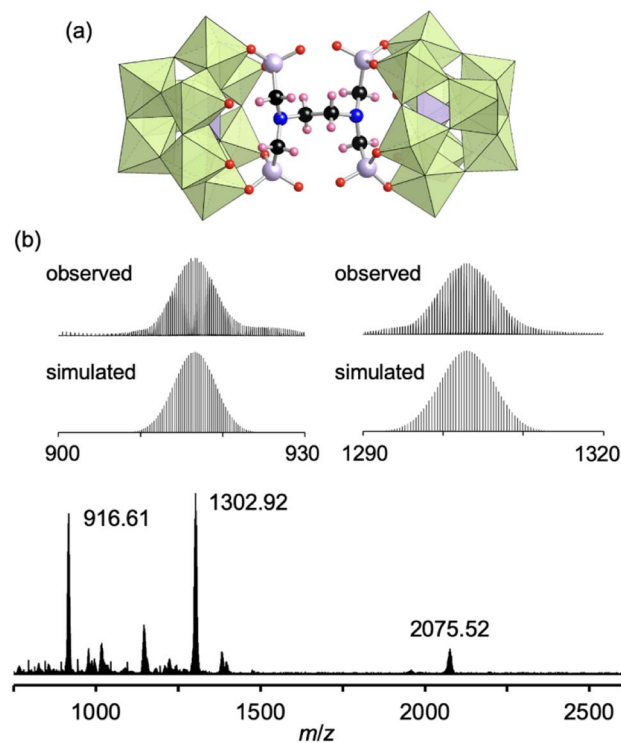 (a)
(b)
observed
observed
simulated
simulated
900
930
1290
1320
916.61
1302.92
2075.52
1000
1500
2000
2500
m/z